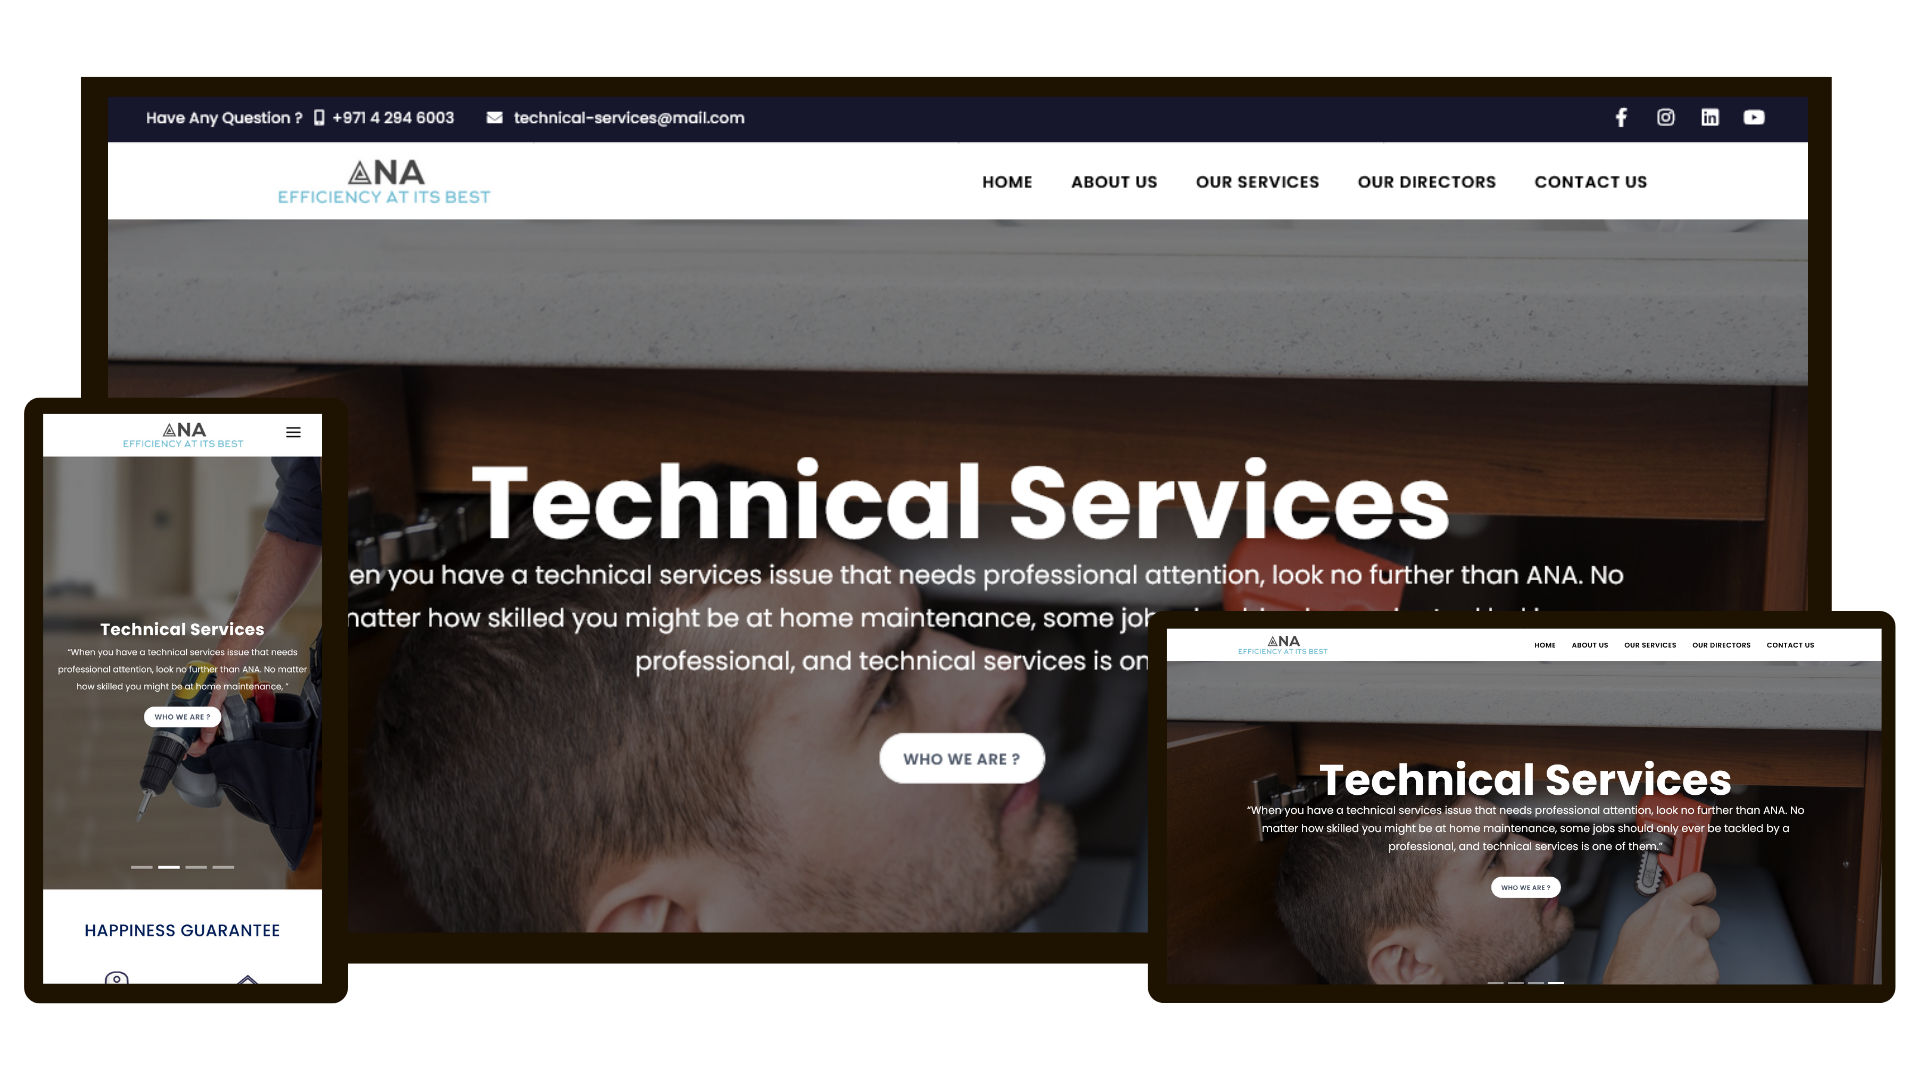 Have Any Question ? +971 4 294 6003 technical-services@mail.com
ANA
EFFICIENCY AT ITS BEST
HOME ABOUT US OUR SERVICES OUR DIRECTORS CONTACT US
Technical Services
you have a technical services issue that needs professional attention, look no further than ANA. No
how skilled you might be at home maintenance, some
professional, and technical services is
WHO WE ARE ?
ANA
EFFICIENCY AT ITS BEST
Technical Services
“When you have a technical services issue that needs
professional attention, look no further than ANA. No matter
how skilled you might be at home maintenance, ”
WHO WE ARE ?
HAPPINESS GUARANTEE
ANA
EFFICIENCY AT ITS BEST
HOME ABOUT US OUR SERVICES OUR DIRECTORS CONTACT US
Technical Services
“When you have a technical services issue that needs professional attention, look no further than ANA. No
matter how skilled you might be at home maintenance, some jobs should only ever be tackled by a
professional, and technical services is one of them.”
WHO WE ARE ?